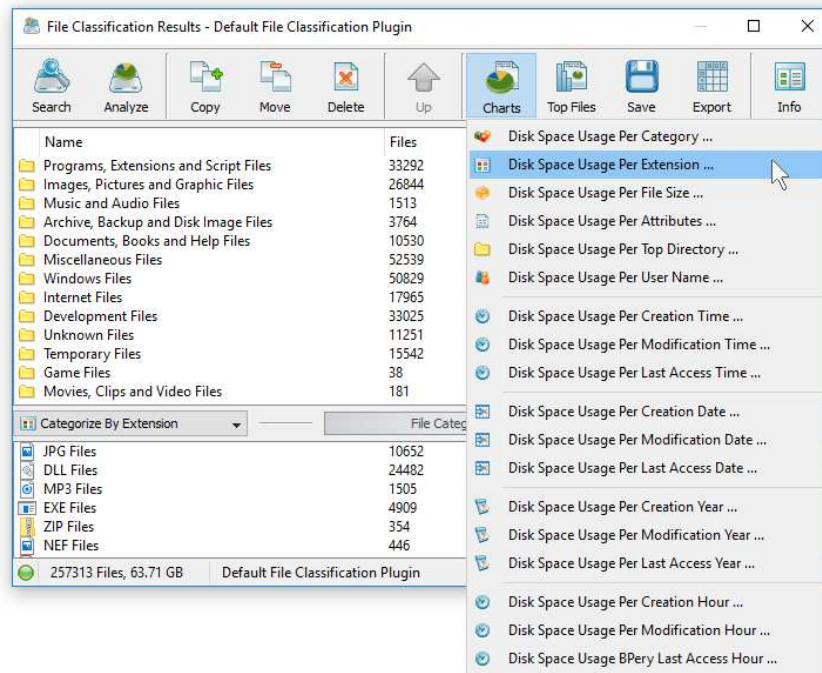 File Classification Results - Default File Classification Plugin
Search Analyze Copy Move Delete Up Charts Top Files Save Export Info
Name Files
Programs, Extensions and Script Files 33292
Images, Pictures and Graphic Files 26844
Music and Audio Files 1513
Archive, Backup and Disk Image Files 3764
Documents, Books and Help Files 10530
Miscellaneous Files 52539
Windows Files 50829
Internet Files 17965
Development Files 33025
Unknown Files 11251
Temporary Files 15542
Game Files 38
Movies, Clips and Video Files 181
Categorize By Extension File Categ
JPG Files 10652
DLL Files 24482
MP3 Files 1505
EXE Files 4909
ZIP Files 354
NEF Files 446
257313 Files, 63.71 GB Default File Classification Plugin
Disk Space Usage Per Category ...
Disk Space Usage Per Extension ...
Disk Space Usage Per File Size ...
Disk Space Usage Per Attributes ...
Disk Space Usage Per Top Directory ...
Disk Space Usage Per User Name ...
Disk Space Usage Per Creation Time ...
Disk Space Usage Per Modification Time ...
Disk Space Usage Per Last Access Time ...
Disk Space Usage Per Creation Date ...
Disk Space Usage Per Modification Date ...
Disk Space Usage Per Last Access Date ...
Disk Space Usage Per Creation Year ...
Disk Space Usage Per Modification Year ...
Disk Space Usage Per Last Access Year ...
Disk Space Usage Per Creation Hour ...
Disk Space Usage Per Modification Hour ...
Disk Space Usage BPery Last Access Hour ...